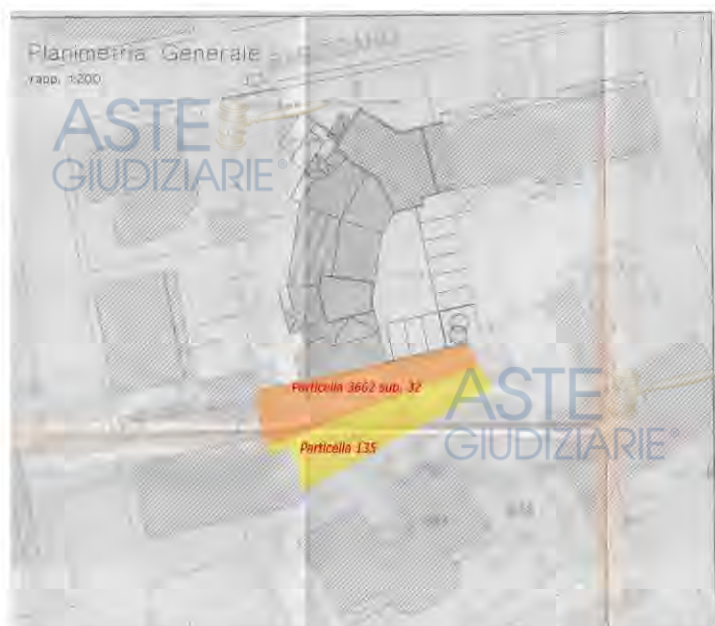 Planimetria Generale
rapp. 1:200
ASTE
GIUDIZIARIE®
Particella 3662 sub. 32
ASTE
GIUDIZIARIE®
Particella 135